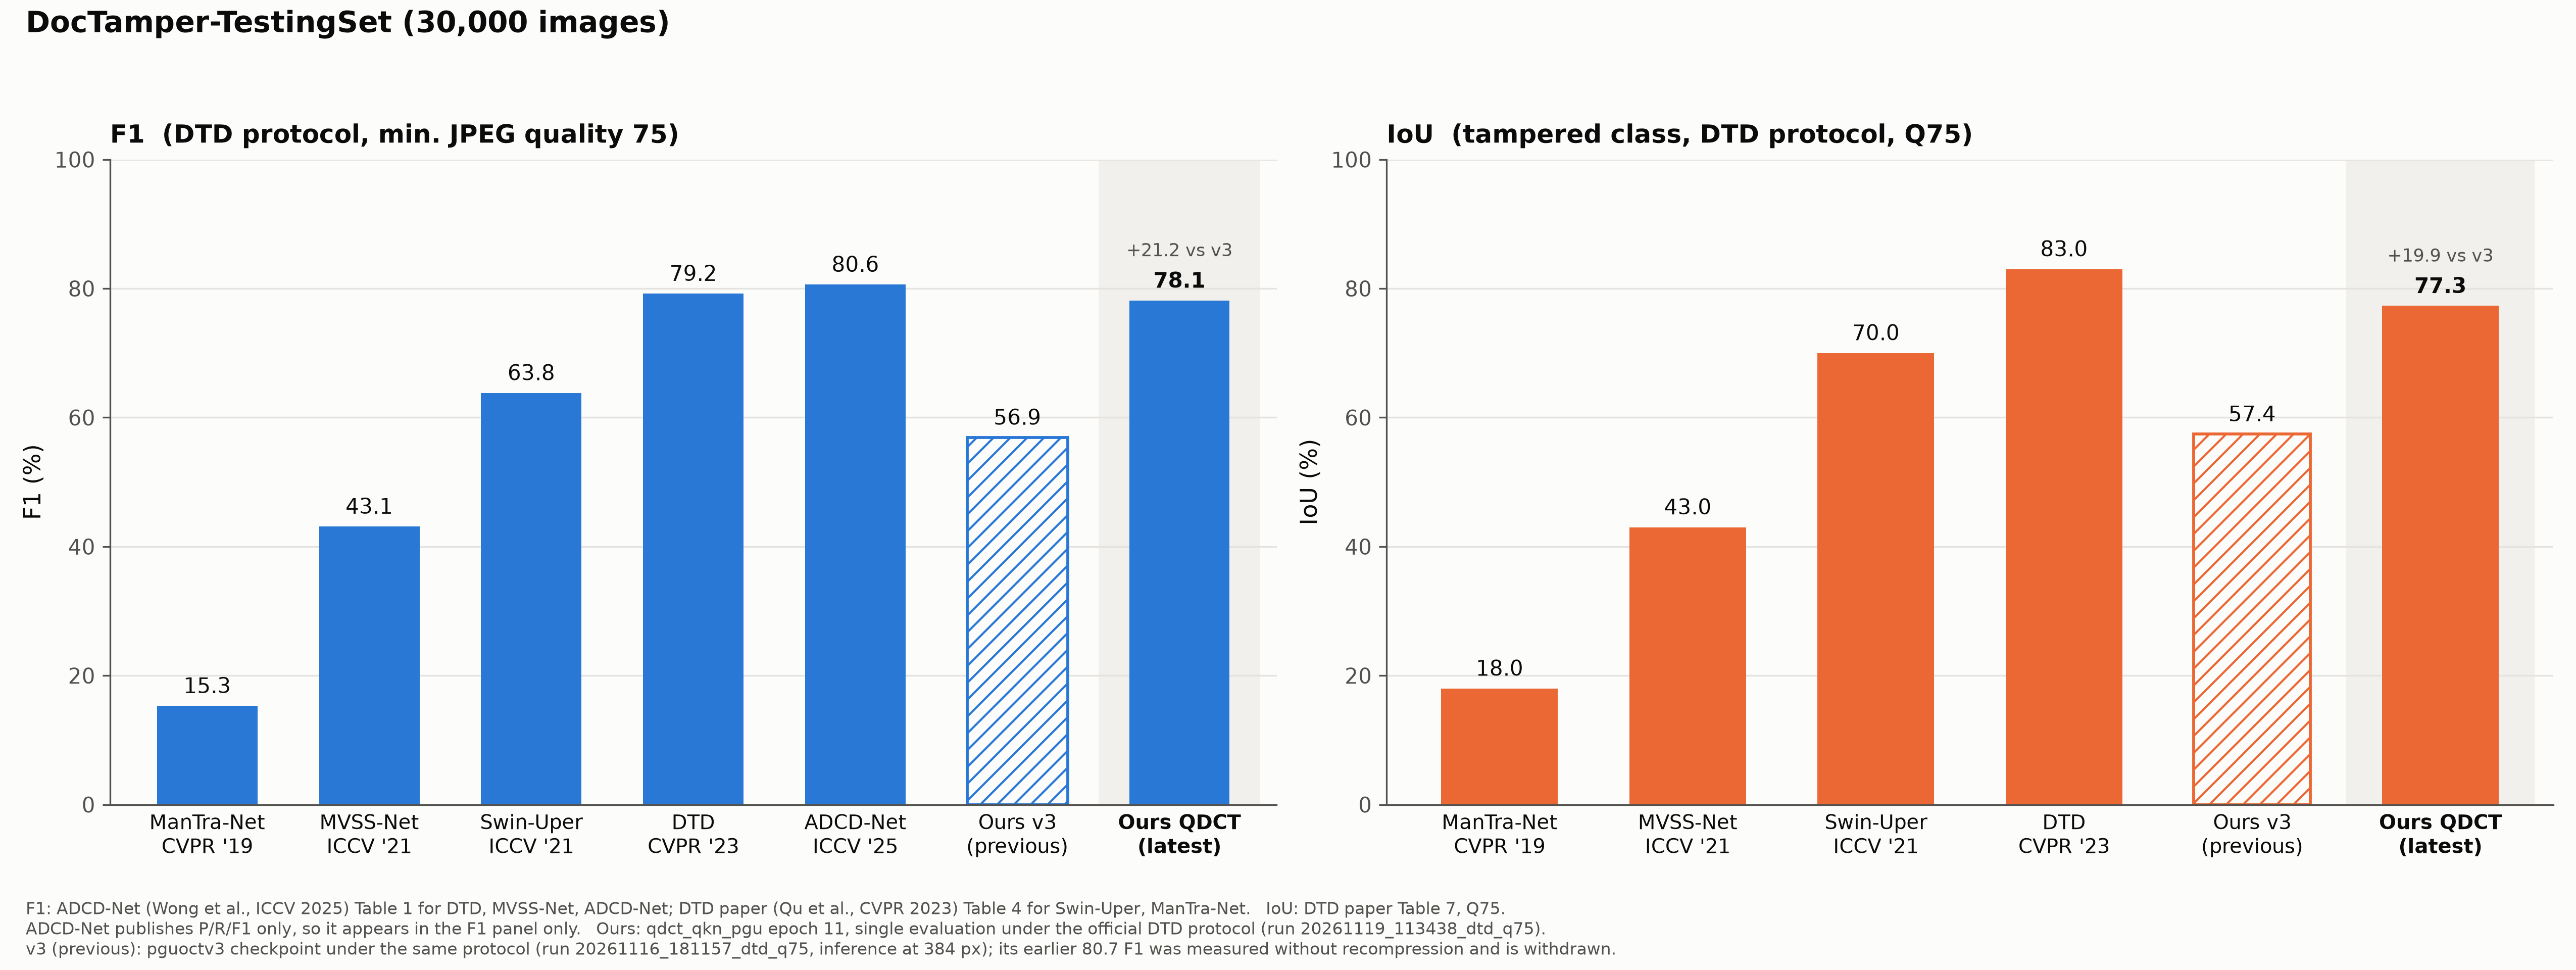 DocTamper-TestingSet (30,000 images)
F1 (DTD protocol, min. JPEG quality 75)
F1 (%)
100
80
60
40
20
0
15.3
43.1
63.8
79.2
80.6
56.9
+21.2 vs v3
78.1
ManTra-Net
CVPR '19
MVSS-Net
ICCV '21
Swin-Uper
ICCV '21
DTD
CVPR '23
ADCD-Net
ICCV '25
Ours v3
(previous)
Ours QDCT
(latest)
IoU (tampered class, DTD protocol, Q75)
IoU (%)
100
80
60
40
20
0
18.0
43.0
70.0
83.0
57.4
+19.9 vs v3
77.3
ManTra-Net
CVPR '19
MVSS-Net
ICCV '21
Swin-Uper
ICCV '21
DTD
CVPR '23
Ours v3
(previous)
Ours QDCT
(latest)
F1: ADCD-Net (Wong et al., ICCV 2025) Table 1 for DTD, MVSS-Net, ADCD-Net; DTD paper (Qu et al., CVPR 2023) Table 4 for Swin-Uper, ManTra-Net. IoU: DTD paper Table 7, Q75.
ADCD-Net publishes P/R/F1 only, so it appears in the F1 panel only. Ours: qdct_qkn_pgu epoch 11, single evaluation under the official DTD protocol (run 20261119_113438_dtd_q75).
v3 (previous): pguoctv3 checkpoint under the same protocol (run 20261116_181157_dtd_q75, inference at 384 px); its earlier 80.7 F1 was measured without recompression and is withdrawn.